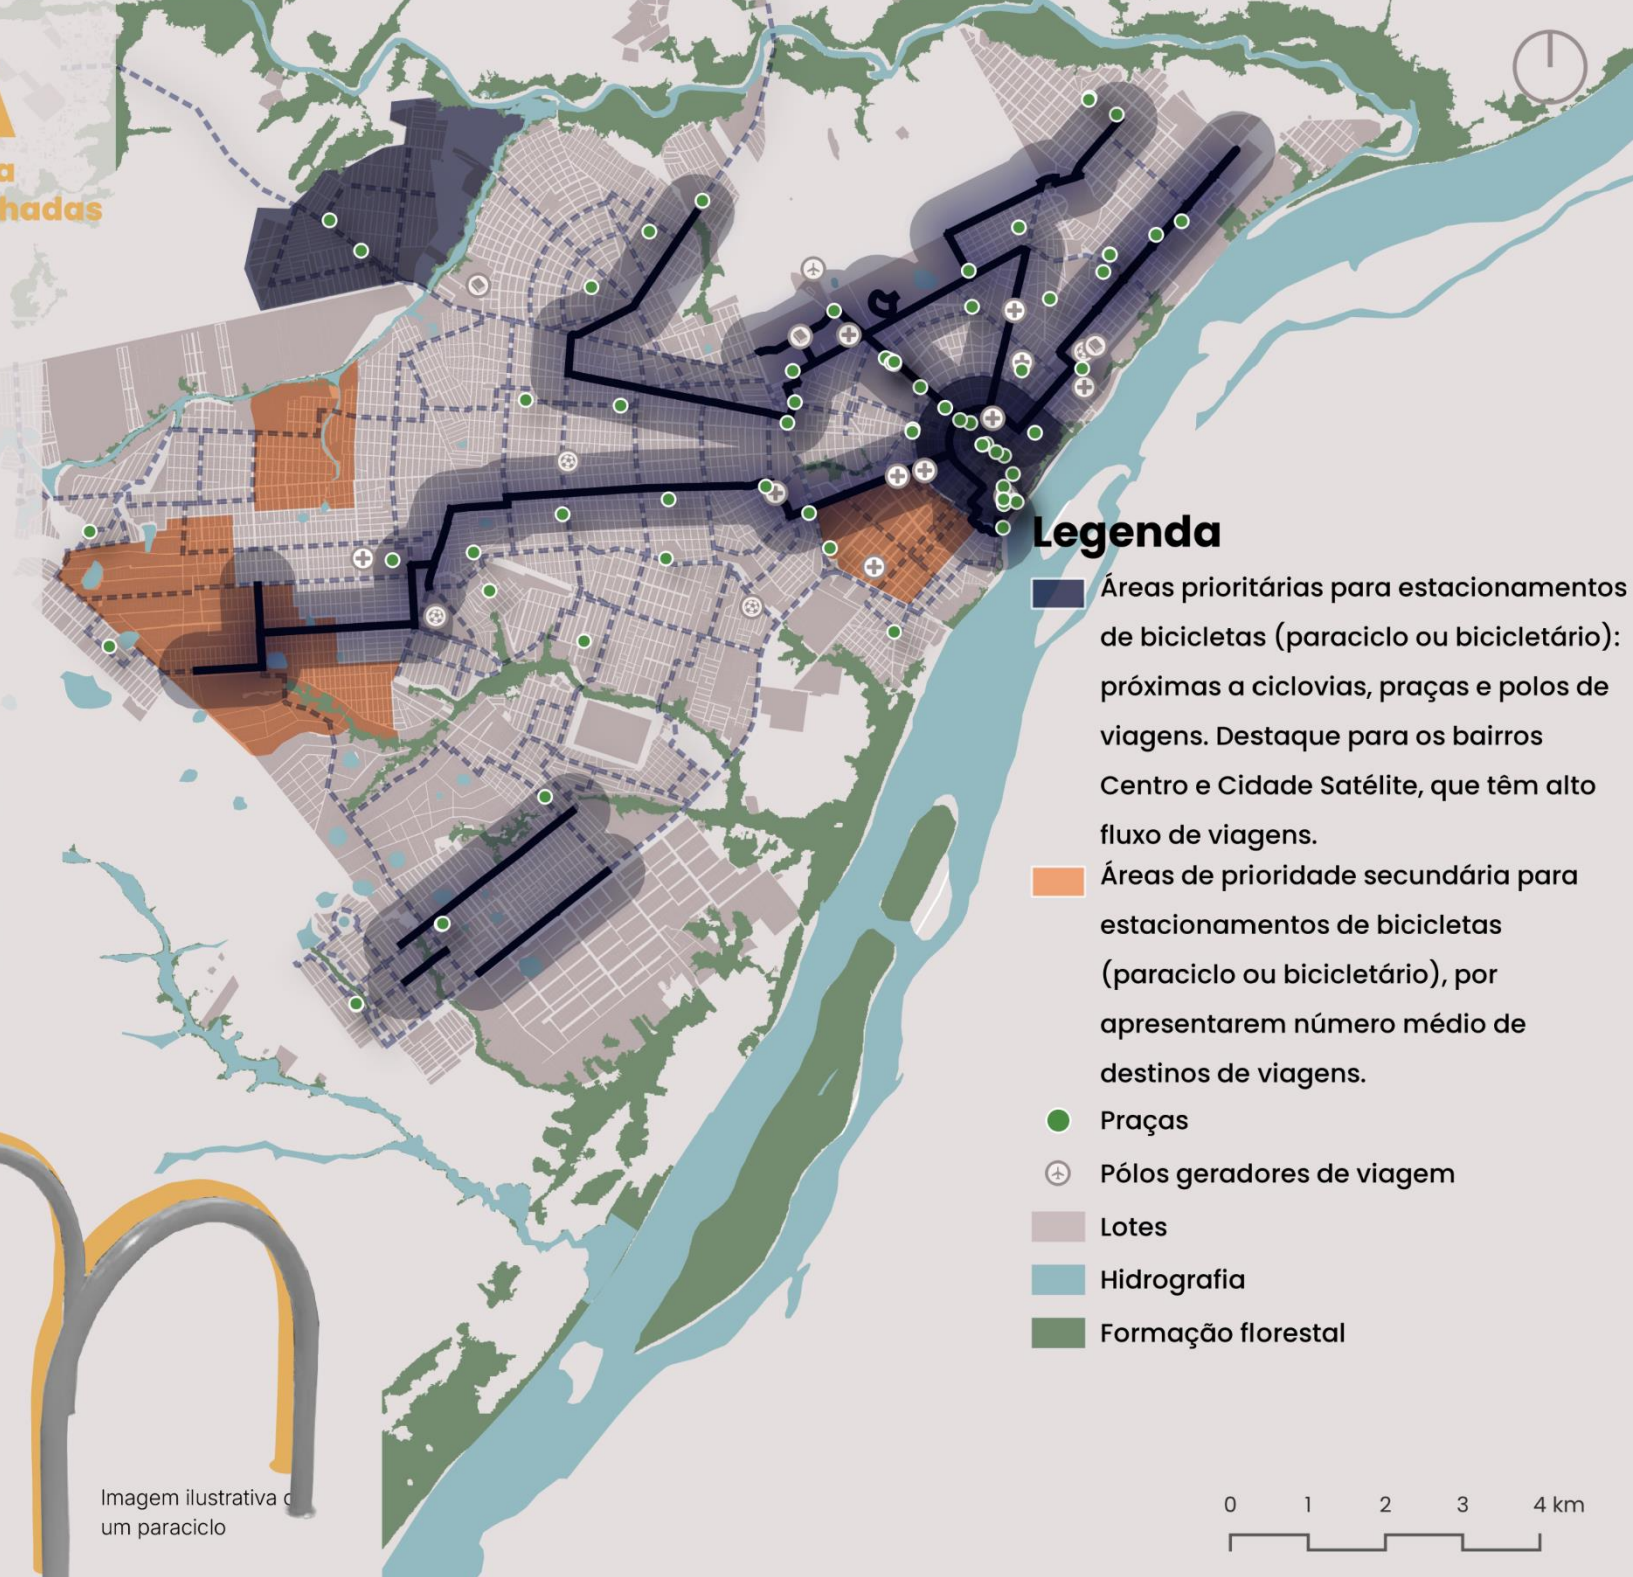 a
hadas
Legenda
Áreas prioritárias para estacionamentos
de bicicletas (paraciclo ou bicicletário):
próximas a ciclovias, praças e polos de
viagens. Destaque para os bairros
Centro e Cidade Satélite, que têm alto
fluxo de viagens.
Áreas de prioridade secundária para
estacionamentos de bicicletas
(paraciclo ou bicicletário), por
apresentarem número médio de
destinos de viagens.
Praças
Pólos geradores de viagem
Lotes
Hidrografia
Formação florestal
Imagem ilustrativa
um paraciclo
0 1 2 3 4 km